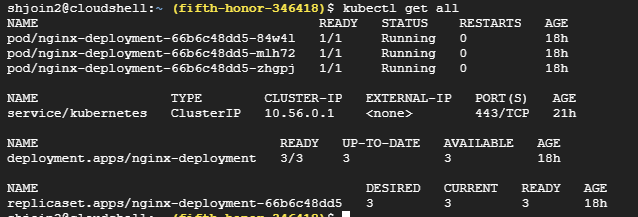 shjoin2@cloudshell:~ (fifth-honor-346418)$ kubectl get all
NAME READY STATUS RESTARTS AGE
pod/nginx-deployment-66b6c48dd5-84w4l 1/1 Running 0 18h
pod/nginx-deployment-66b6c48dd5-mlh72 1/1 Running 0 18h
pod/nginx-deployment-66b6c48dd5-zhgpj 1/1 Running 0 18h
NAME TYPE CLUSTER-IP EXTERNAL-IP PORT(S) AGE
service/kubernetes ClusterIP 10.56.0.1 <none> 443/TCP 21h
NAME READY UP-TO-DATE AVAILABLE AGE
deployment.apps/nginx-deployment 3/3 3 3 18h
NAME DESIRED CURRENT READY AGE
replicaset.apps/nginx-deployment-66b6c48dd5 3 3 3 18h
shjoin2@cloudshell:~ (fifth-honor-346418)$